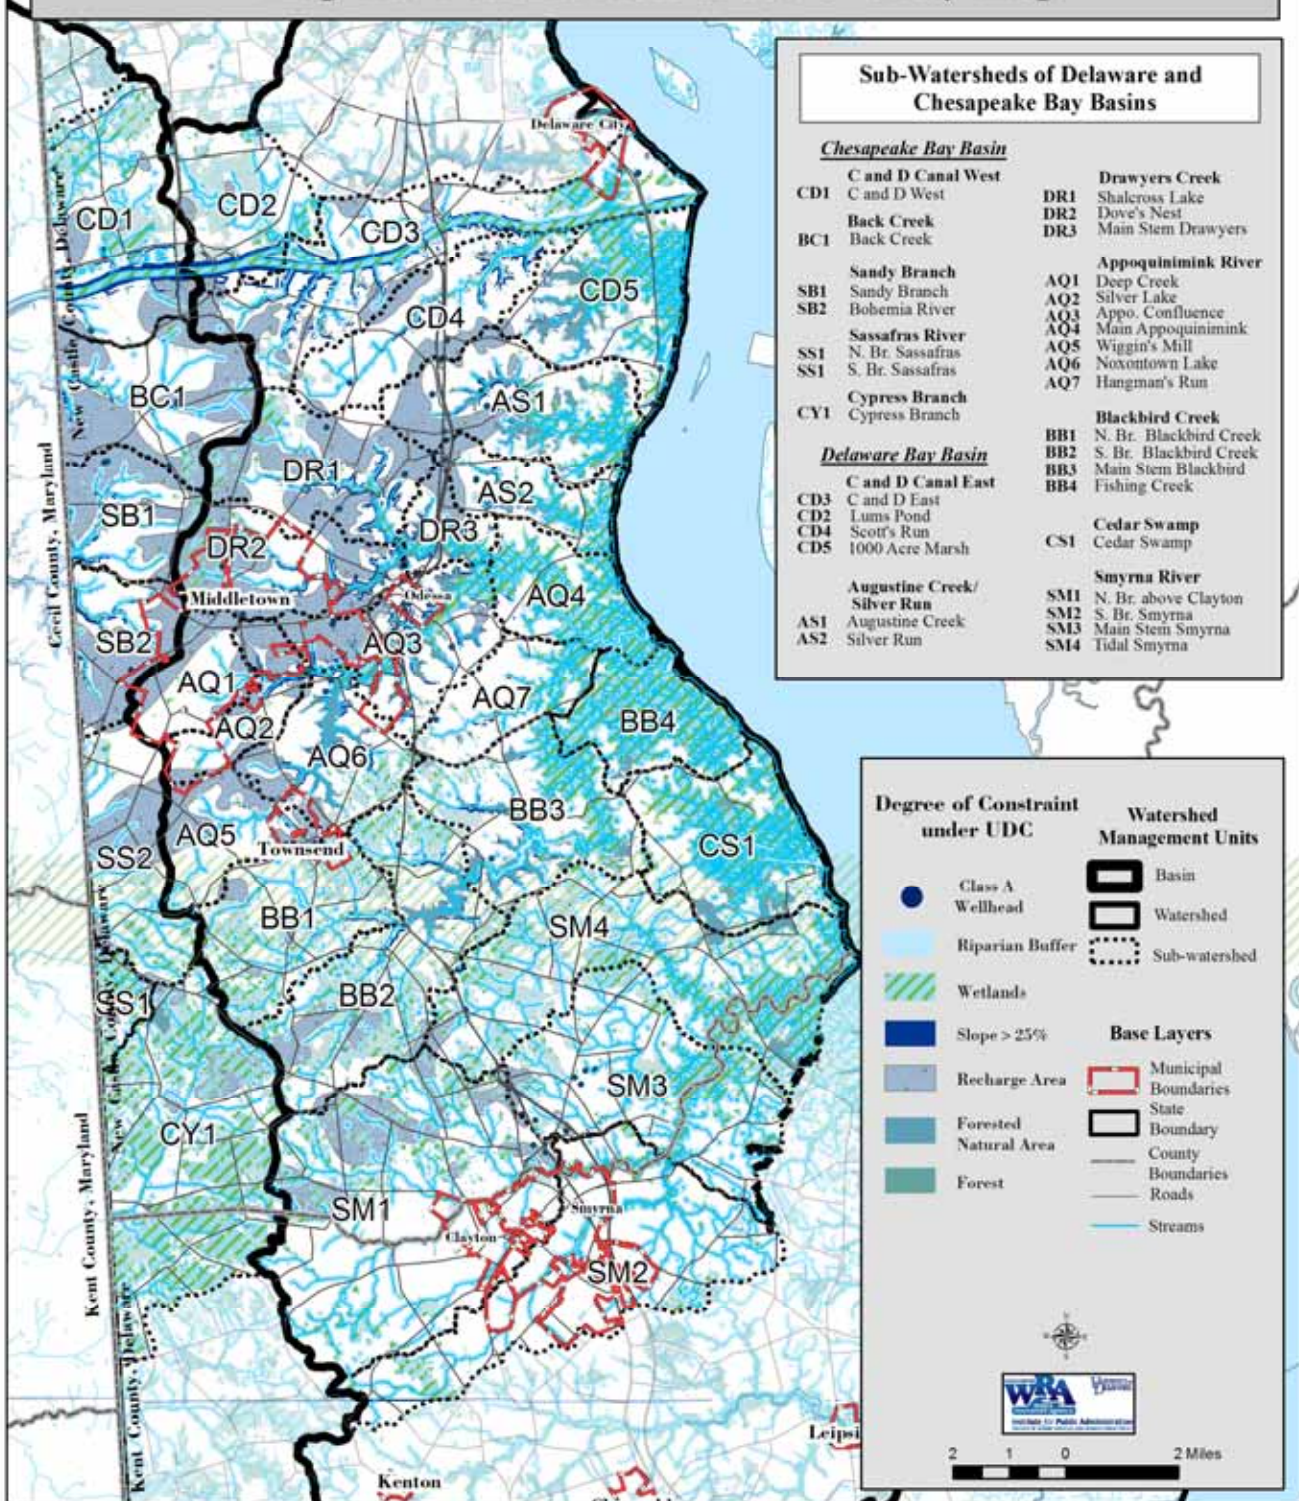 Sub-Watersheds of Delaware and
Chesapeake Bay Basins
Chesapeake Bay Basin
C and D Canal West
CD1 C and D West
Back Creek
BC1 Back Creek
Sandy Branch
SB1 Sandy Branch
SB2 Bohemia River
Sassafras River
SS1 N. Br. Sassafras
SS1 S. Br. Sassafras
Cypress Branch
CY1 Cypress Branch
Delaware Bay Basin
C and D Canal East
CD3 C and D East
CD2 Lums Pond
CD4 Scott's Run
CD5 1000 Acre Marsh
Augustine Creek/
Silver Run
AS1 Augustine Creek
AS2 Silver Run
Drawyers Creek
DR1 Shalcross Lake
DR2 Dove's Nest
DR3 Main Stem Drawyers
Appoquinimink River
AQ1 Deep Creek
AQ2 Silver Lake
AQ3 Appo. Confluence
AQ4 Main Appoquinimink
AQ5 Wiggin's Mill
AQ6 Noxontown Lake
AQ7 Hangman's Run
Blackbird Creek
BB1 N. Br. Blackbird Creek
BB2 S. Br. Blackbird Creek
BB3 Main Stem Blackbird
BB4 Fishing Creek
Cedar Swamp
CS1 Cedar Swamp
Smyrna River
SM1 N. Br. above Clayton
SM2 S. Br. Smyrna
SM3 Main Stem Smyrna
SM4 Tidal Smyrna
Delaware City
CD1
CD2
CD3
CD5
CD4
BC1
AS1
DR1
AS2
SB1
DR3
DR2
Middletown
Odessa
AQ4
SB2
AQ3
AQ1
AQ7
AQ2
BB4
AQ6
BB3
AQ5
Townsend
SS2
CS1
BB1
SM4
BB2
SS1
SM3
CY1
SM1
Smyrna
Clayton
SM2
Kenton
Leipsi
New Castle County, Delaware
Cecil County, Maryland
New Castle County, Delaware
Kent County, Maryland
Kent County, Delaware
Degree of Constraint
under UDC
Class A
Wellhead
Riparian Buffer
Wetlands
Slope > 25%
Recharge Area
Forested
Natural Area
Forest
Watershed
Management Units
Basin
Watershed
Sub-watershed
Base Layers
Municipal
Boundaries
State
Boundary
County
Boundaries
Roads
Streams
WRA
Institute for Public Administration
2 1 0 2 Miles